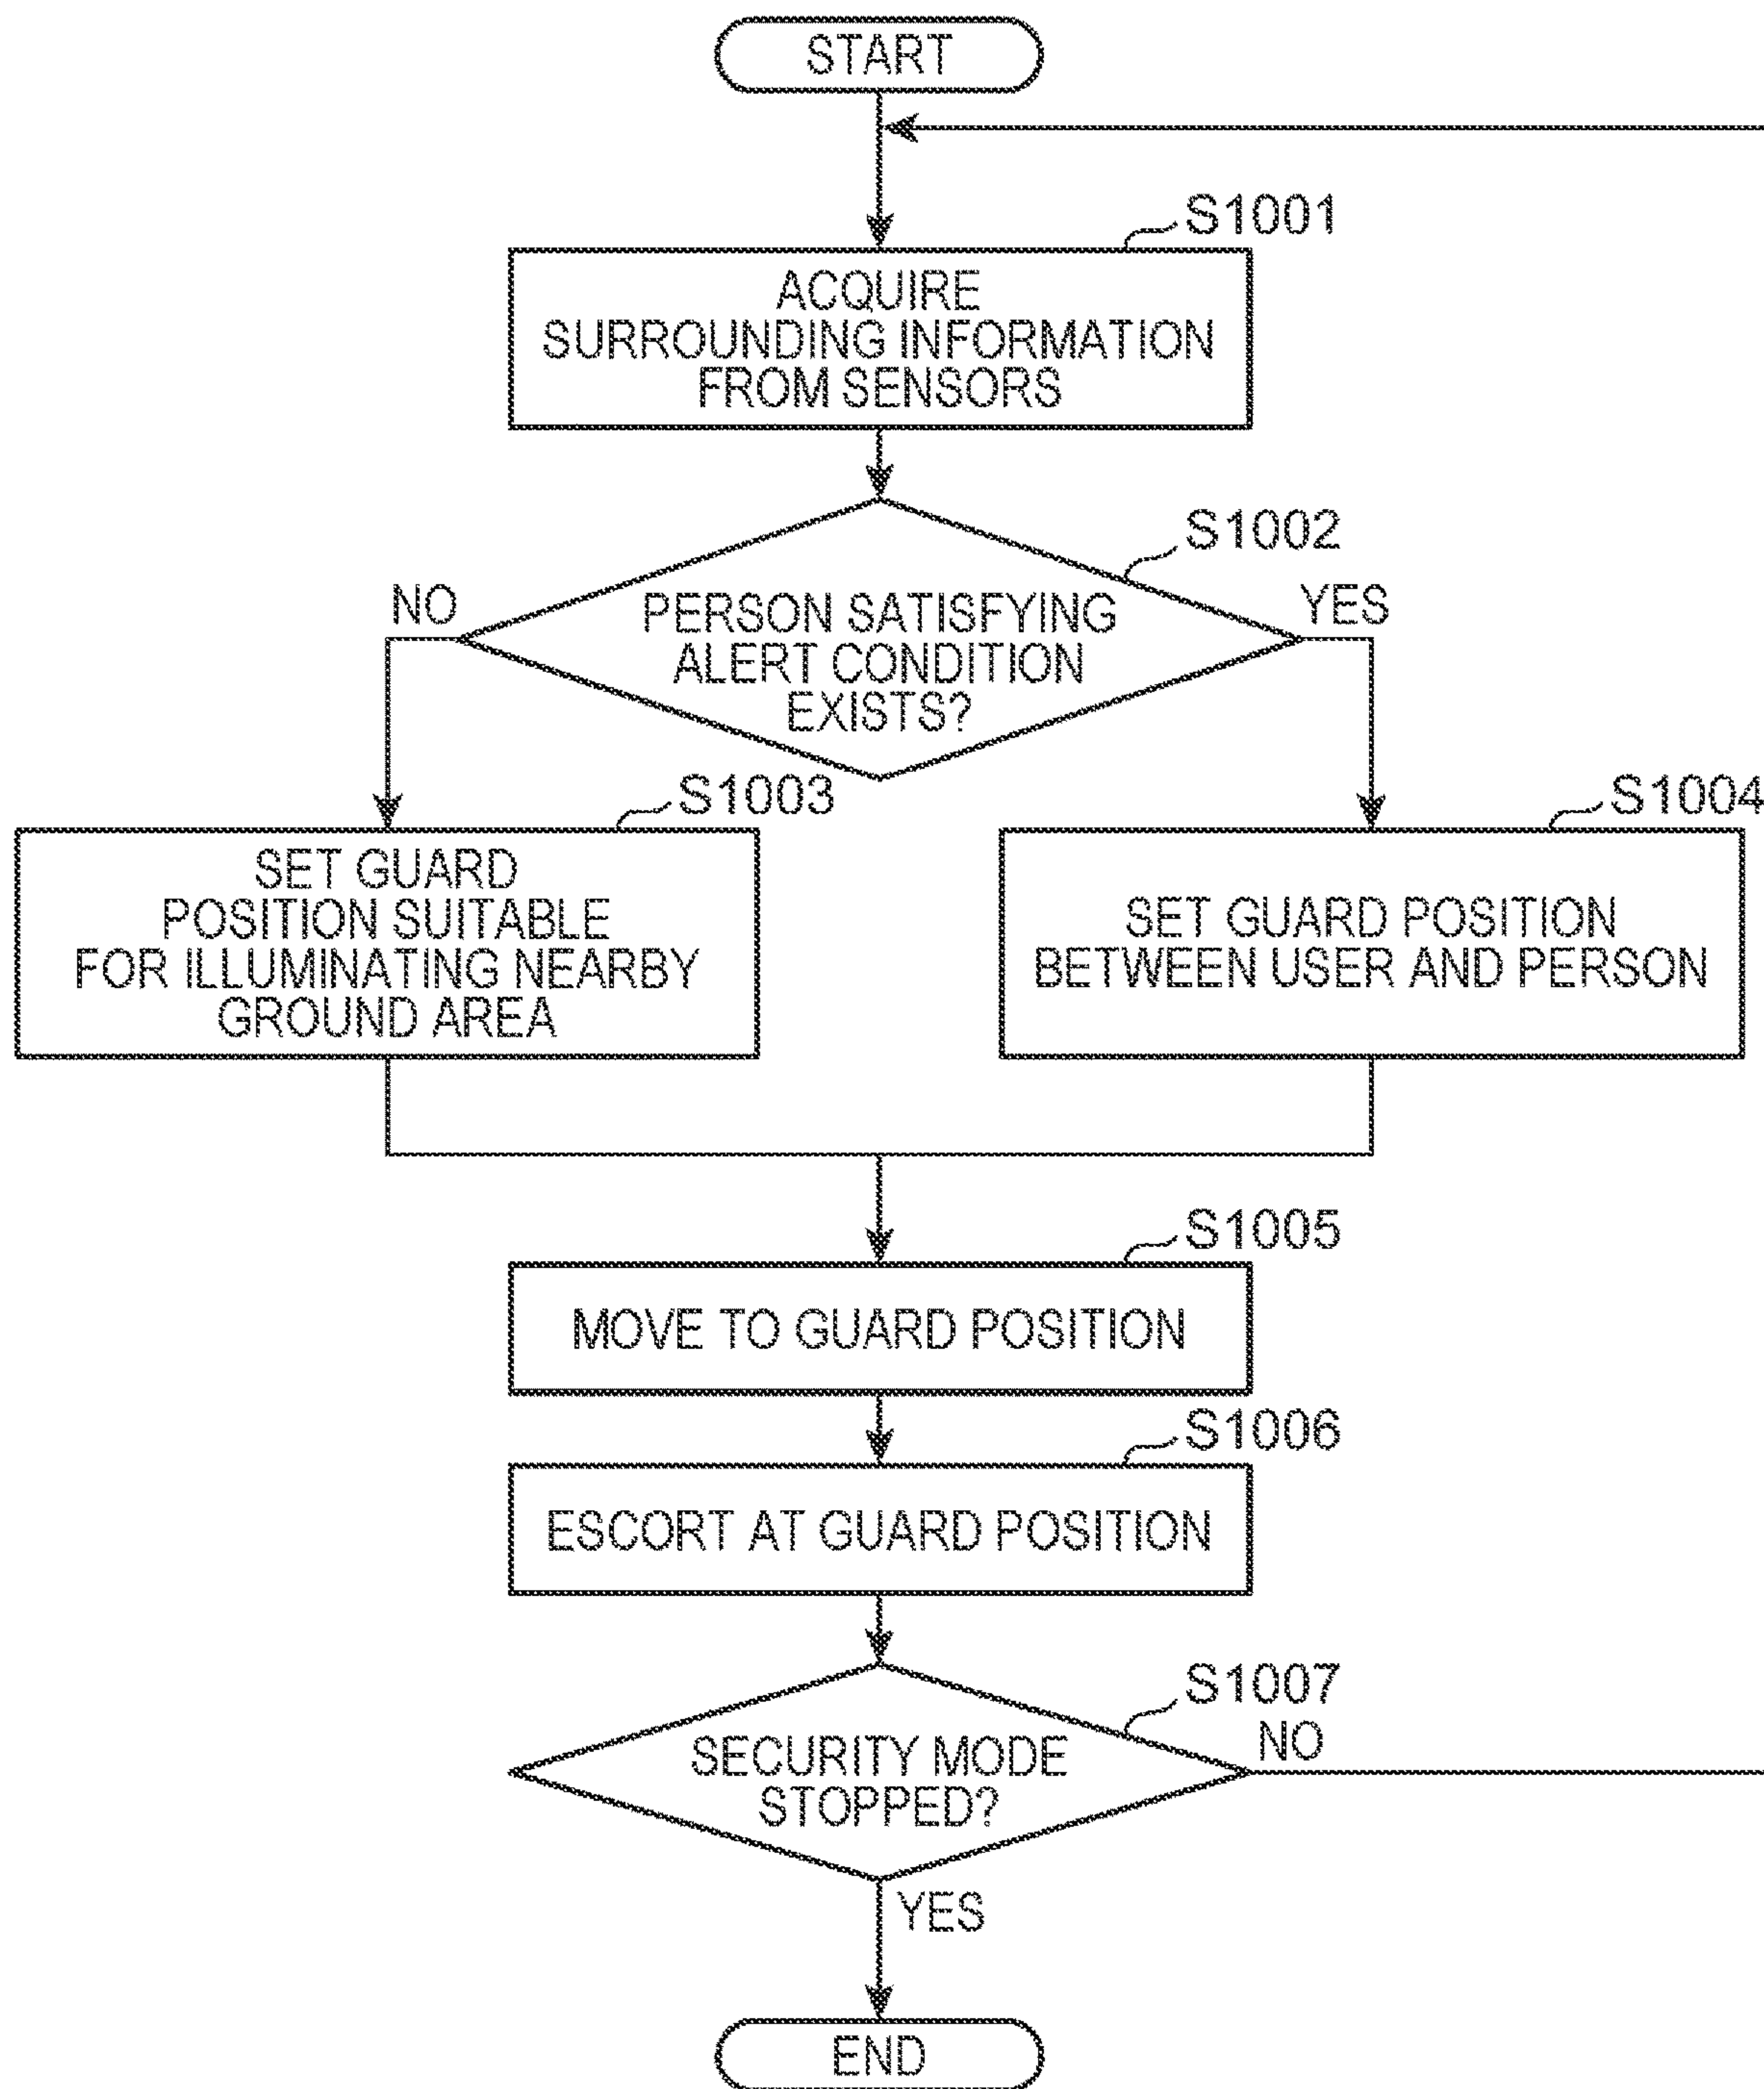 START
S1001
ACQUIRE
SURROUNDING INFORMATION
FROM SENSORS
S1002
NO
YES
PERSON SATISFYING
ALERT CONDITION
EXISTS?
S1003
S1004
SET GUARD
POSITION SUITABLE
FOR ILLUMINATING NEARBY
GROUND AREA
SET GUARD POSITION
BETWEEN USER AND PERSON
S1005
MOVE TO GUARD POSITION
S1006
ESCORT AT GUARD POSITION
S1007
NO
SECURITY MODE
STOPPED?
YES
END